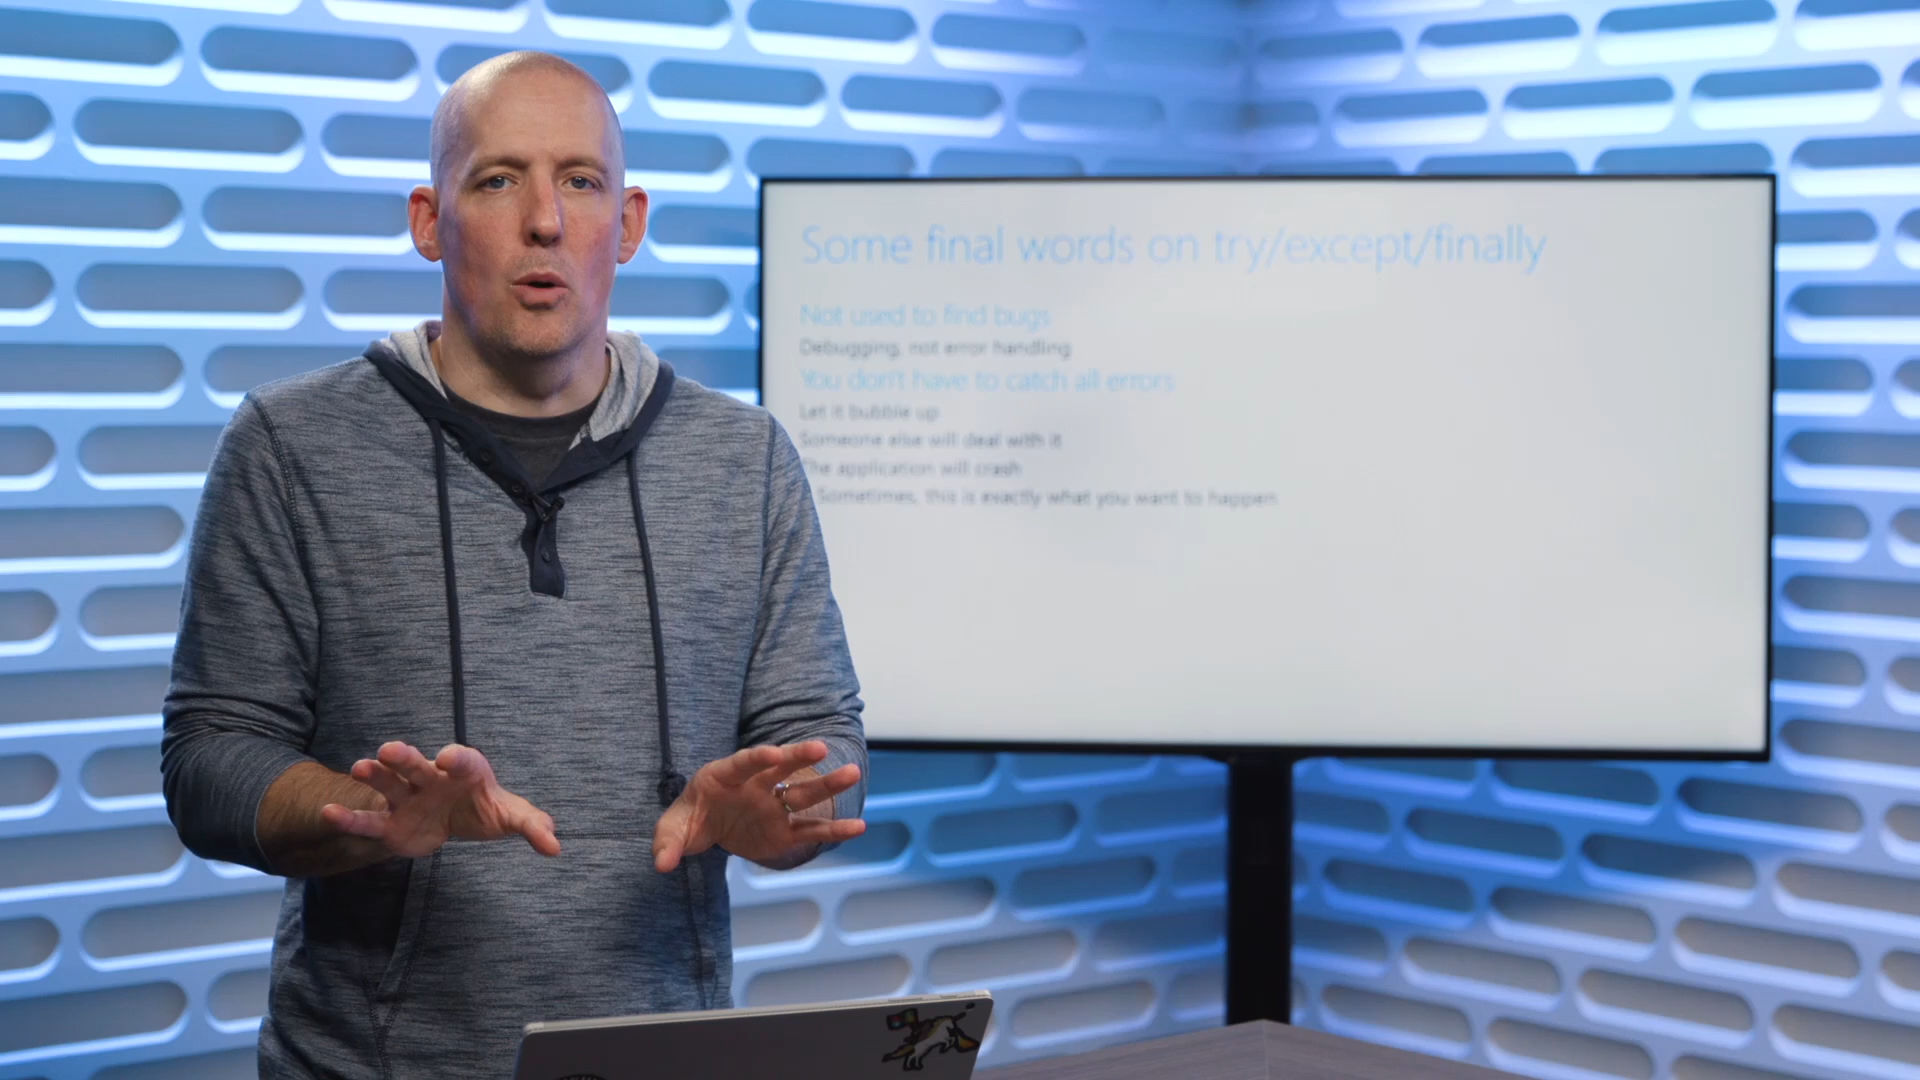 Some final words on try/except/finally
Not used to find bugs
Debugging, not error handling
You don't have to catch all errors
Let it bubble up
Someone else will deal with it
The application will crash
Sometimes, this is exactly what you want to happen